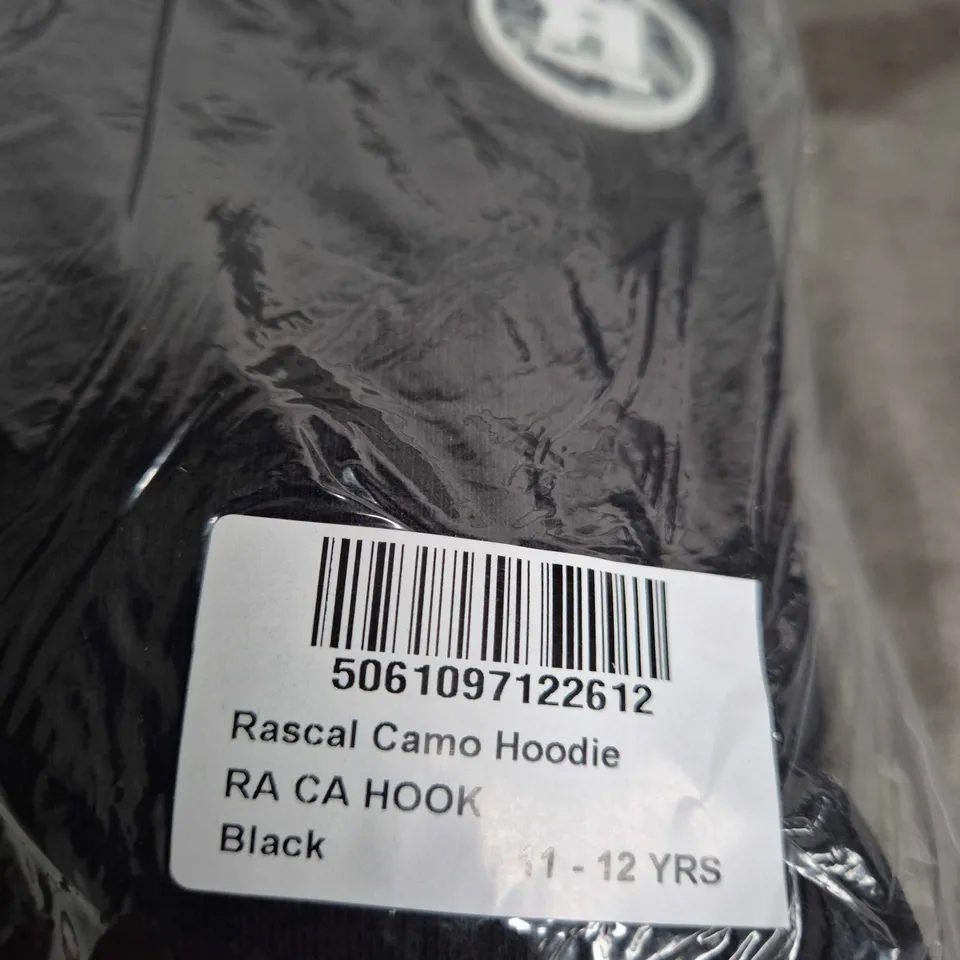 5061097122612
Rascal Camo Hoodie
RA CA HOOK
Black
11 - 12 YRS